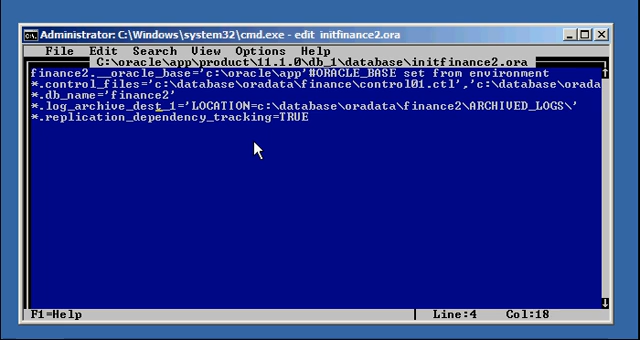 Administrator: C:\Windows\system32\cmd.exe - edit initfinance2.ora
File Edit Search View Options Help
C:\oracle\app\product\11.1.0\db_1\database\initfinance2.ora
finance2.__oracle_base='c:\oracle\app'#ORACLE_BASE set from environment
*.control_files='c:\database\oradata\finance\control01.ctl','c:\database\orada
*.db_name='finance2'
*.log_archive_dest_1='LOCATION=c:\database\oradata\finance2\ARCHIVED_LOGS\'
*.replication_dependency_tracking=TRUE
F1=Help Line:4 Col:18